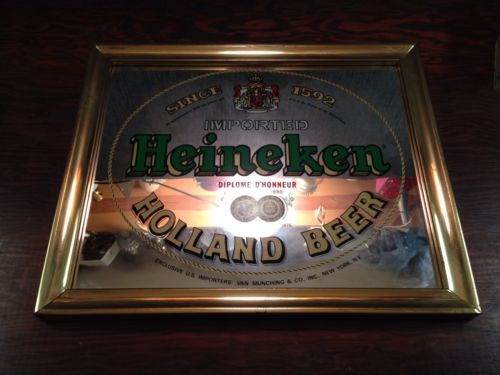 SINCE 1592
IMPORTED
Heineken
DIPLOME D'HONNEUR
HOLLAND BEER
EXCLUSIVE U.S. IMPORTERS: VAN MUNCHING & CO., INC., NEW YORK, N.Y.